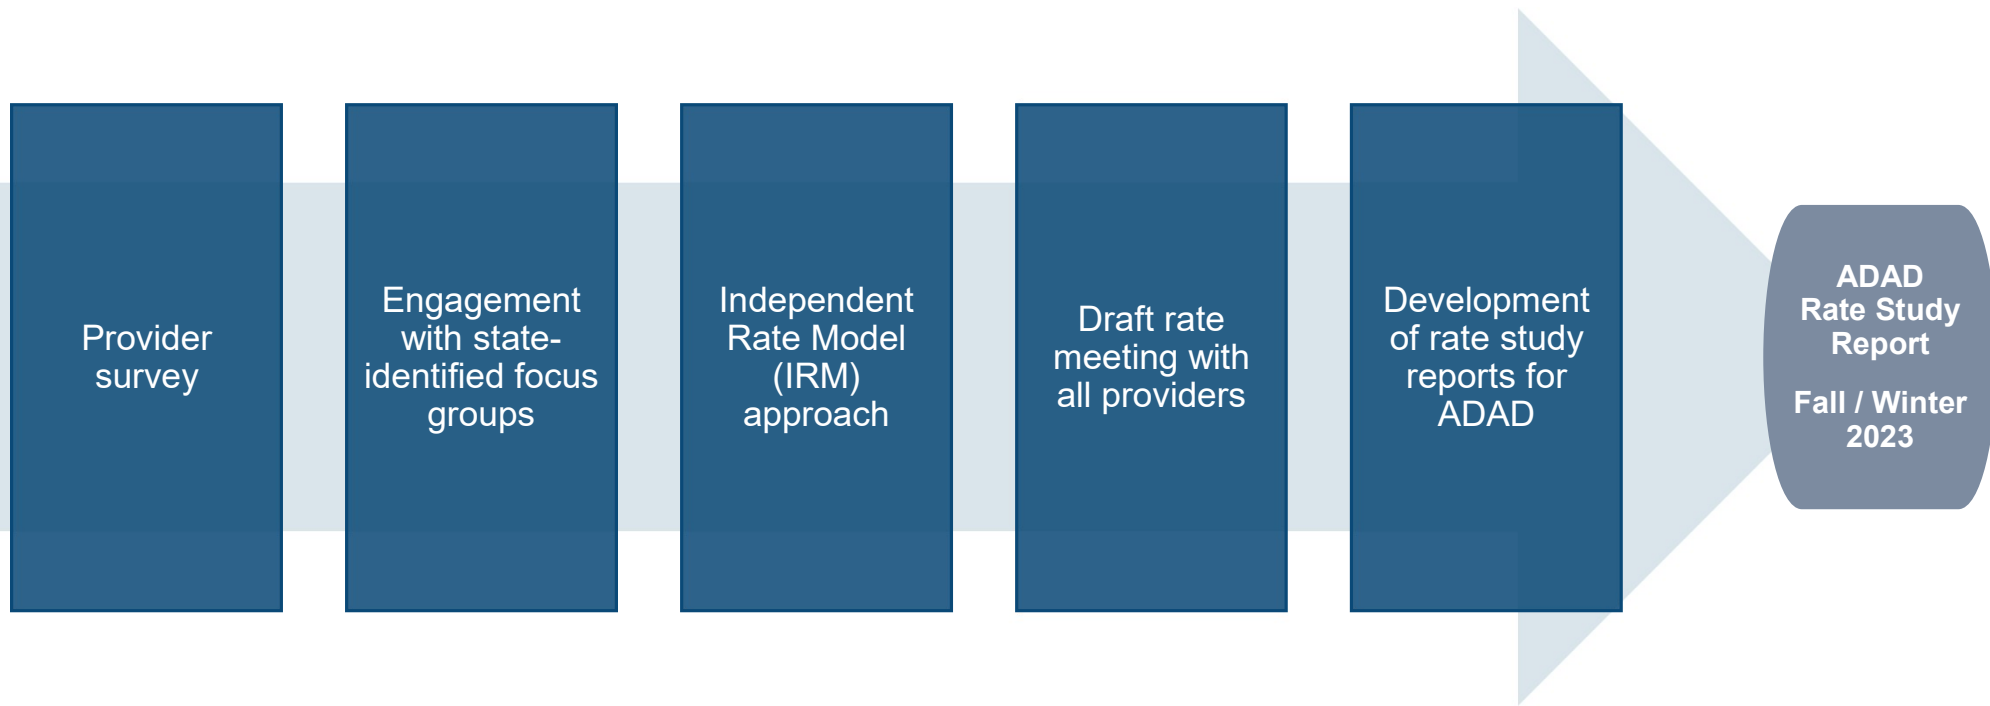 Provider
survey
Engagement
with state-
identified focus
groups
Independent
Rate Model
(IRM)
approach
Draft rate
meeting with
all providers
Development
of rate study
reports for
ADAD
ADAD
Rate Study
Report
Fall / Winter
2023